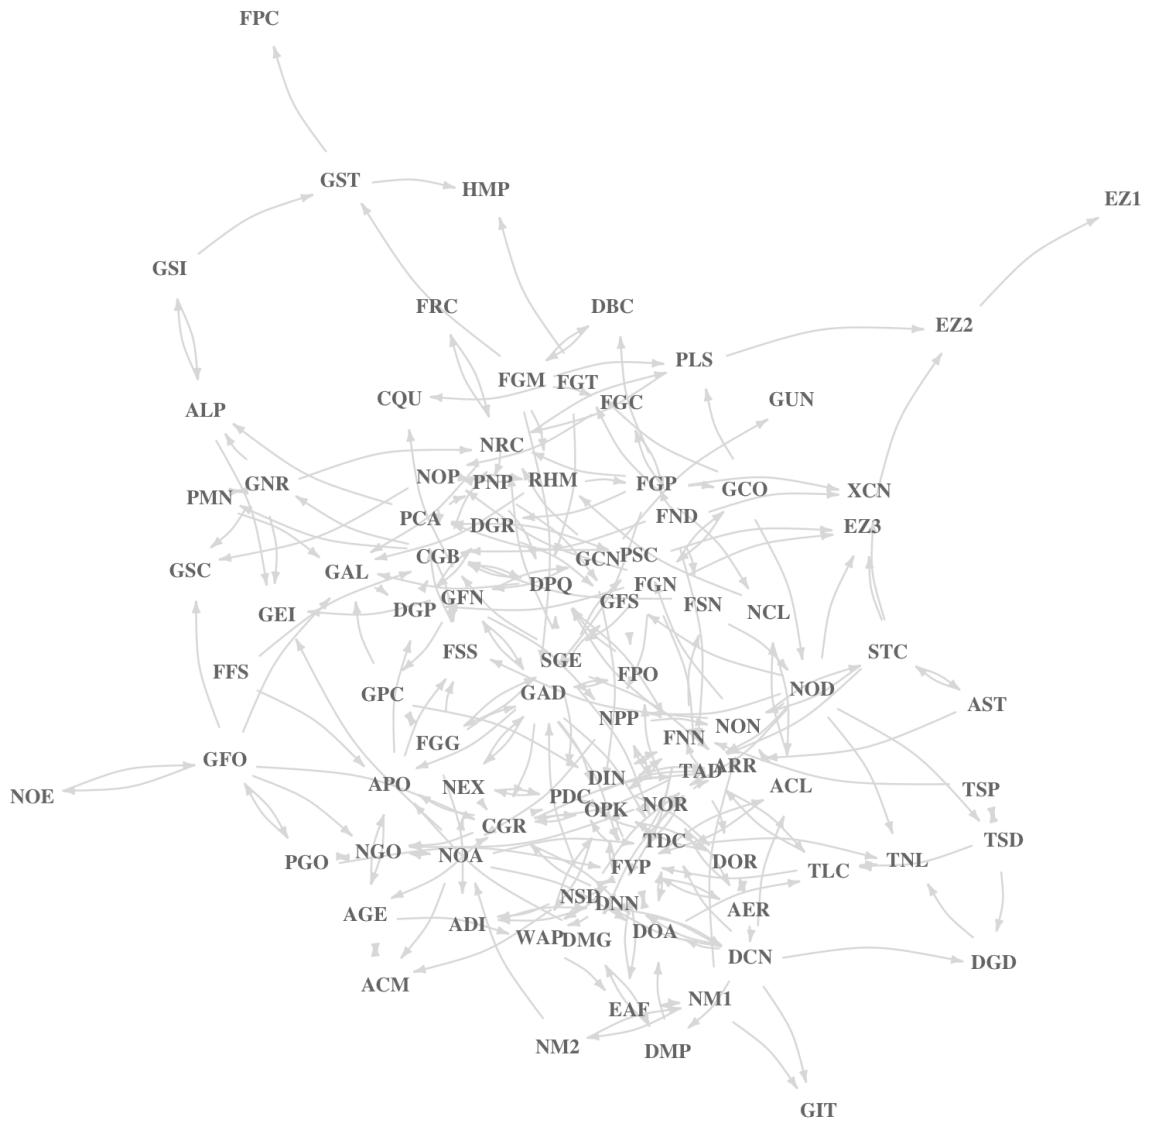 FPC
GST
HMP
EZ1
GSI
FRC
DBC
EZ2
PLS
FGM
FGT
CQU
FGC
GUN
ALP
NRC
NOP
PNP
RHM
GNR
PMN
FGP
GCO
XCN
PCA
DGR
FND
EZ3
CGB
GCN
PSC
GSC
GAL
DPQ
FGN
GFN
GFS
FSN
GEI
DGP
NCL
FSS
SGE
STC
FFS
FPO
GPC
GAD
NOD
AST
NPP
NON
FGG
FNN
GFO
TAD
ARR
APO
DIN
NEX
ACL
TSP
NOE
PDC
OPK
NOR
CGR
TDC
TSD
NGO
NOA
PGO
DOR
TNL
FVP
TLC
NSD
DNN
AER
AGE
ADI
WAP
DMG
DOA
DCN
DGD
ACM
NM1
EAF
NM2
DMP
GIT